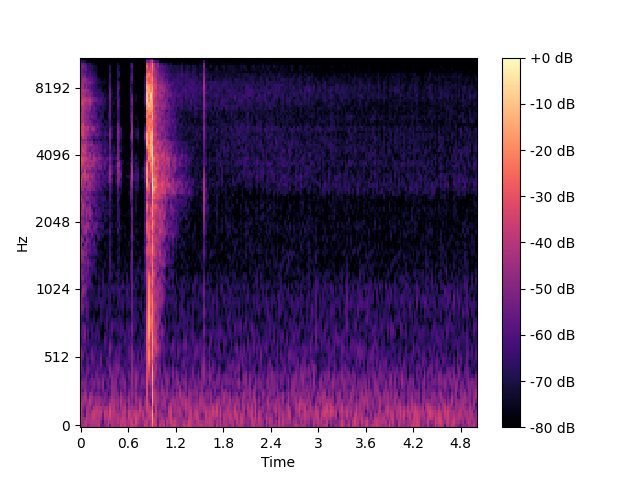 +0 dB
8192
-10 dB
4096
-20 dB
-30 dB
2048
Hz
-40 dB
1024
-50 dB
512
-60 dB
-70 dB
0
-80 dB
0 0.6 1.2 1.8 2.4 3 3.6 4.2 4.8
Time